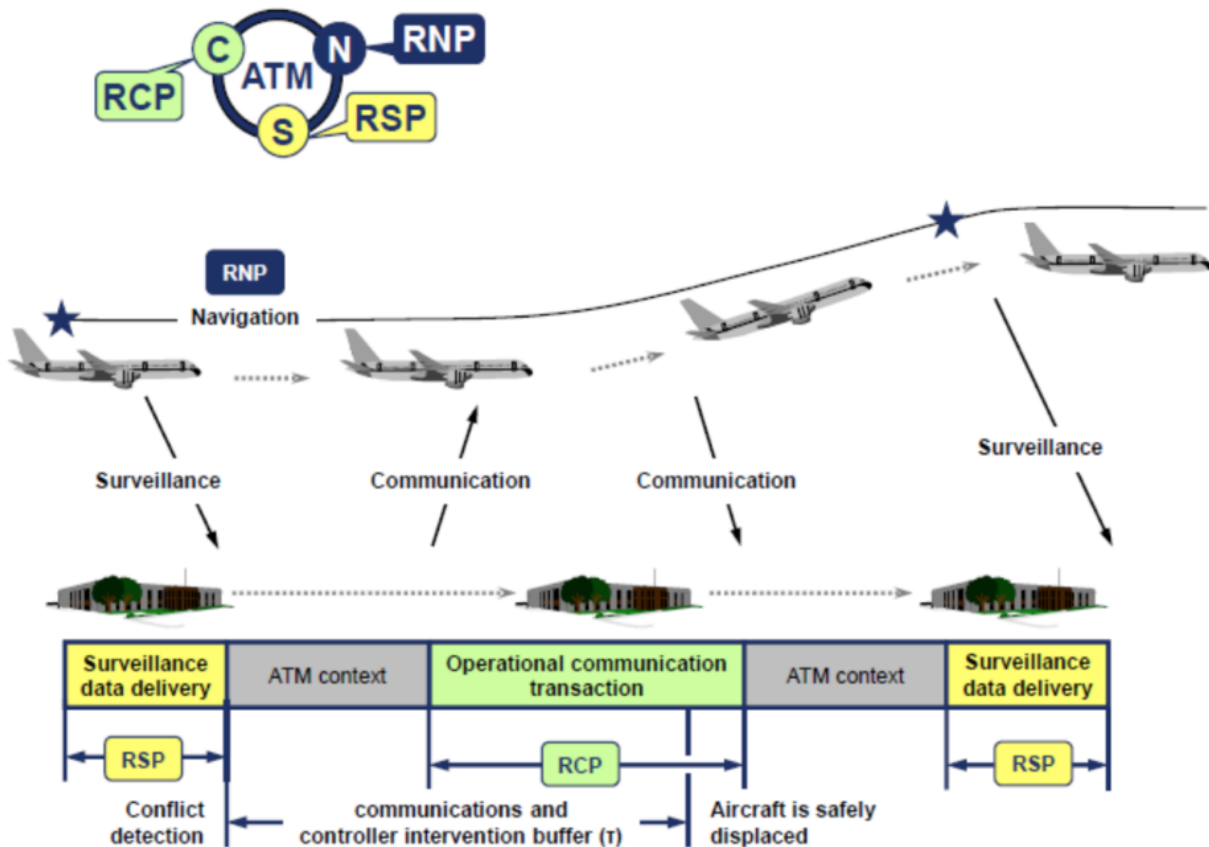 C
N
RNP
ATM
RCP
S
RSP
RNP
Navigation
Surveillance
Communication
Communication
Surveillance
Surveillance
data delivery
ATM context
Operational communication
transaction
ATM context
Surveillance
data delivery
RSP
RCP
RSP
Conflict
detection
communications and
controller intervention buffer (τ)
Aircraft is safely
displaced